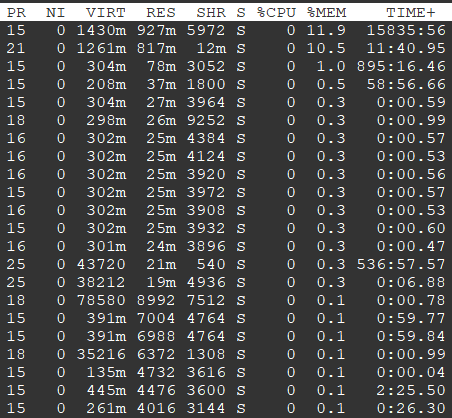 PR NI VIRT RES SHR S %CPU %MEM TIME+
15 0 1430m 927m 5972 S 0 11.9 15835:56
21 0 1261m 817m 12m S 0 10.5 11:40.95
15 0 304m 78m 3052 S 0 1.0 895:16.46
15 0 208m 37m 1800 S 0 0.5 58:56.66
15 0 304m 27m 3964 S 0 0.3 0:00.59
18 0 298m 26m 9252 S 0 0.3 0:00.99
16 0 302m 25m 4384 S 0 0.3 0:00.57
16 0 302m 25m 4124 S 0 0.3 0:00.53
16 0 302m 25m 3920 S 0 0.3 0:00.56
15 0 302m 25m 3972 S 0 0.3 0:00.57
16 0 302m 25m 3908 S 0 0.3 0:00.53
15 0 302m 25m 3932 S 0 0.3 0:00.60
16 0 301m 24m 3896 S 0 0.3 0:00.47
25 0 43720 21m 540 S 0 0.3 536:57.57
25 0 38212 19m 4936 S 0 0.3 0:06.88
18 0 78580 8992 7512 S 0 0.1 0:00.78
15 0 391m 7004 4764 S 0 0.1 0:59.77
15 0 391m 6988 4764 S 0 0.1 0:59.84
18 0 35216 6372 1308 S 0 0.1 0:00.99
15 0 135m 4732 3616 S 0 0.1 0:00.04
15 0 445m 4476 3600 S 0 0.1 2:25.50
15 0 261m 4016 3144 S 0 0.1 0:26.30